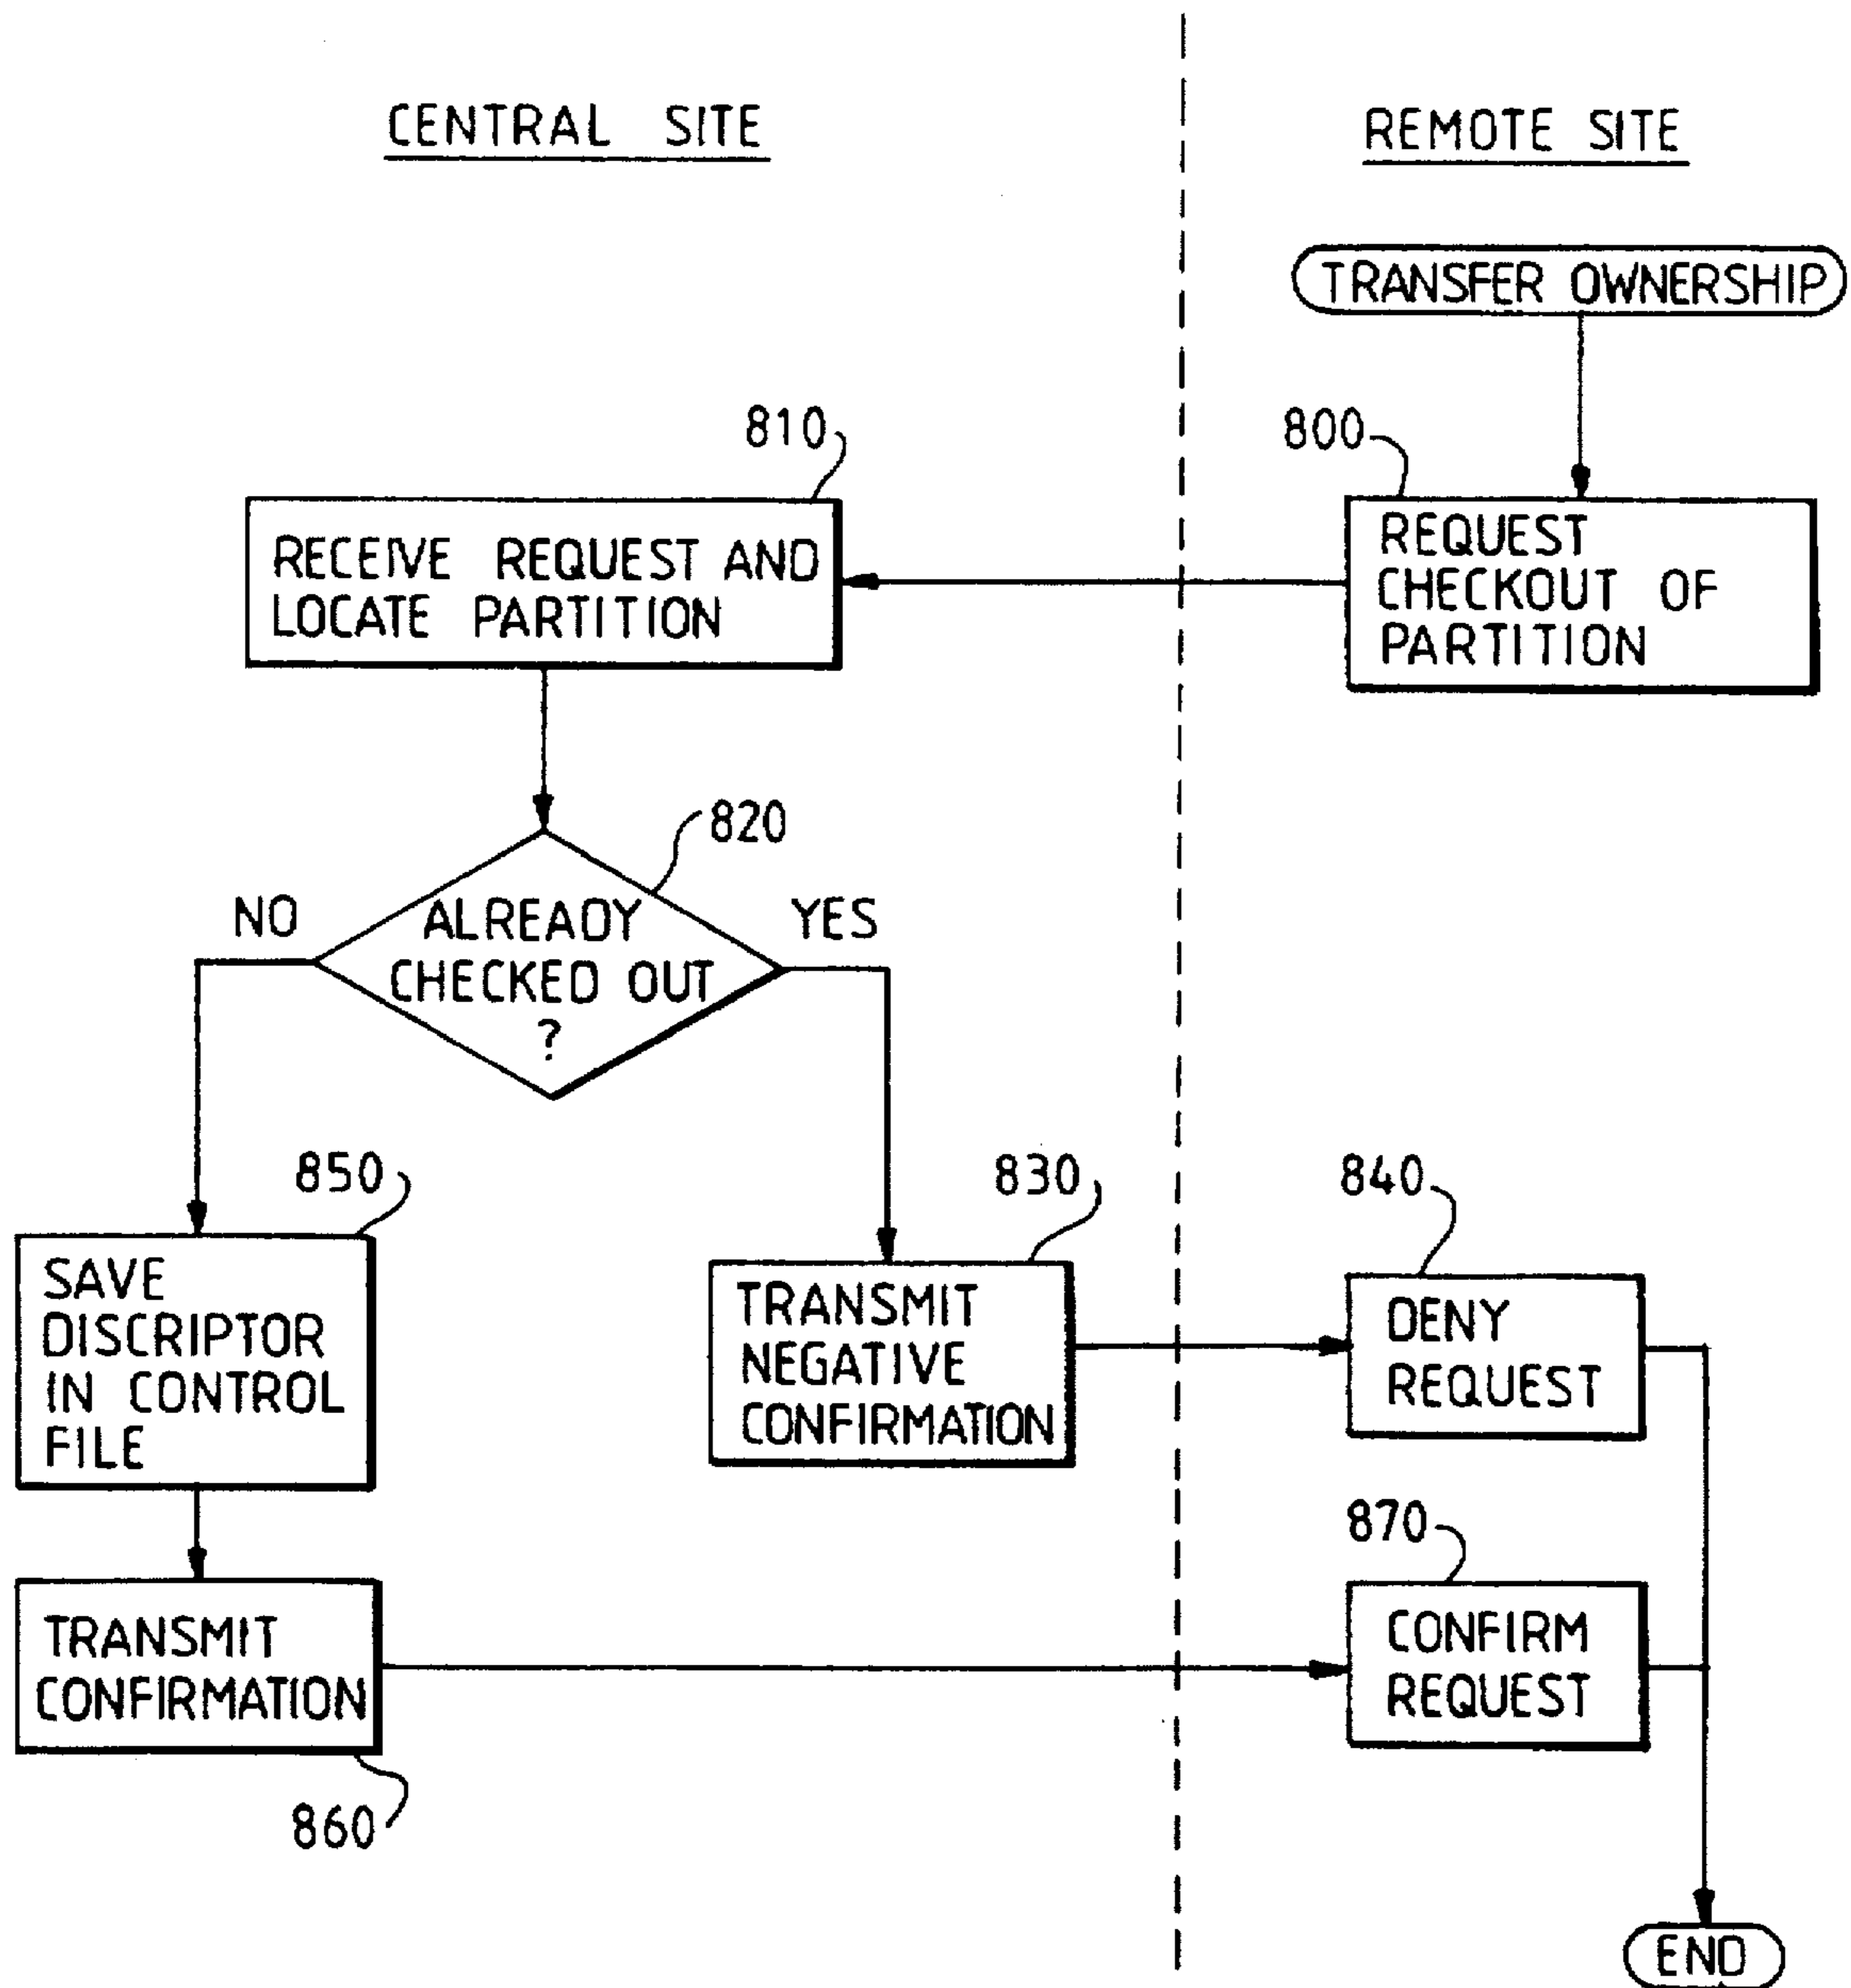 CENTRAL SITE
REMOTE SITE
TRANSFER OWNERSHIP
810
800
RECEIVE REQUEST AND
LOCATE PARTITION
REQUEST
CHECKOUT OF
PARTITION
820
NO
ALREADY
CHECKED OUT
?
YES
850
830
840
SAVE
DISCRIPTOR
IN CONTROL
FILE
TRANSMIT
NEGATIVE
CONFIRMATION
DENY
REQUEST
870
TRANSMIT
CONFIRMATION
CONFIRM
REQUEST
860
END